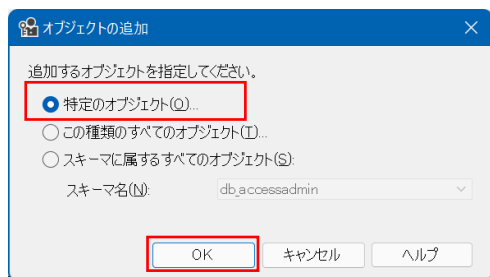 オブジェクトの追加
追加するオブジェクトを指定してください。
特定のオブジェクト(O)...
この種類のすべてのオブジェクト(T)...
スキーマに属するすべてのオブジェクト(S):
スキーマ名(N): db_accessadmin
OK キャンセル ヘルプ